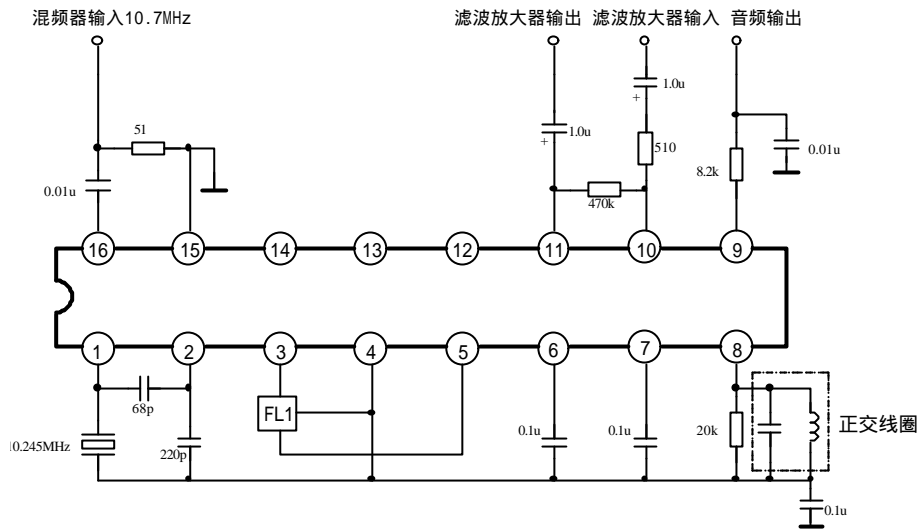 混频器输入10.7MHz
滤波放大器输出
滤波放大器输入
音频输出
1.0u
+
51
1.0u
+
510
0.01u
8.2k
0.01u
470k
16
15
14
13
12
11
10
9
1
2
3
4
5
6
7
8
68p
FL1
10.245MHz
220p
0.1u
0.1u
20k
正交线圈
0.1u